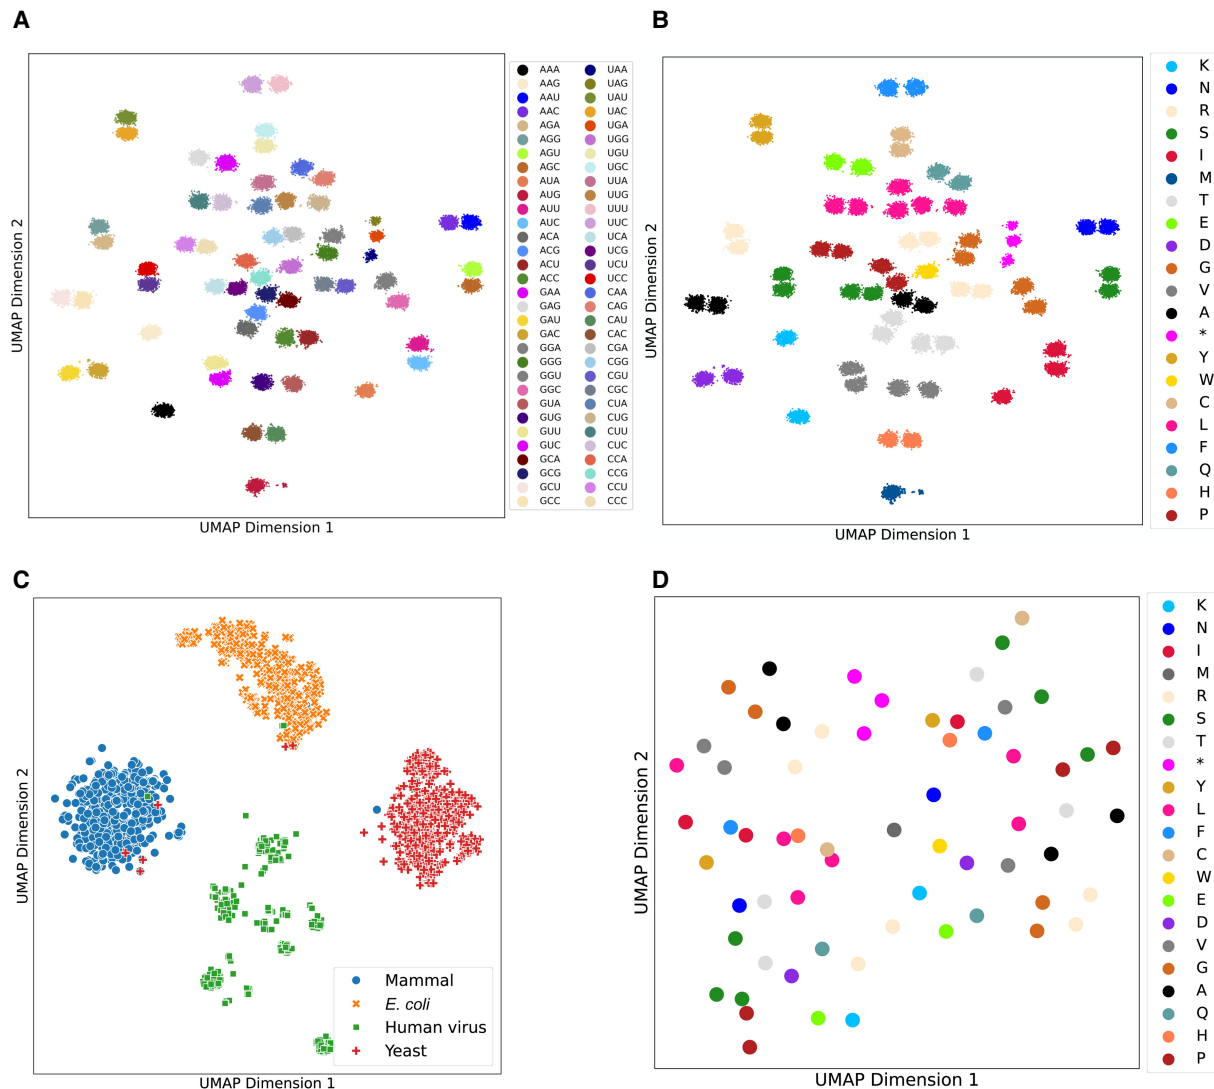 A
AAA UAA
AAG UAG
AAU UAU
AAC UAC
AGA UGA
AGG UGG
AGU UGU
AGC UGC
AUA UUA
AUG UUG
AUU UUU
AUC UUC
ACA UCA
ACG UCG
ACU UCU
ACC UCC
GAA CAA
GAG CAG
GAU CAU
GAC CAC
GGA CGA
GGG CGG
GGU CGU
GGC CGC
GUA CUA
GUG CUG
GUU CUU
GUC CUC
GCA CCA
GCG CCG
GCU CCU
GCC CCC
UMAP Dimension 2
UMAP Dimension 1
B
K
N
R
S
I
M
T
E
D
G
V
A
*
Y
W
C
L
F
Q
H
P
UMAP Dimension 2
UMAP Dimension 1
C
Mammal
E. coli
Human virus
Yeast
UMAP Dimension 2
UMAP Dimension 1
D
K
N
I
M
R
S
T
*
Y
L
F
C
W
E
D
V
G
A
Q
H
P
UMAP Dimension 2
UMAP Dimension 1